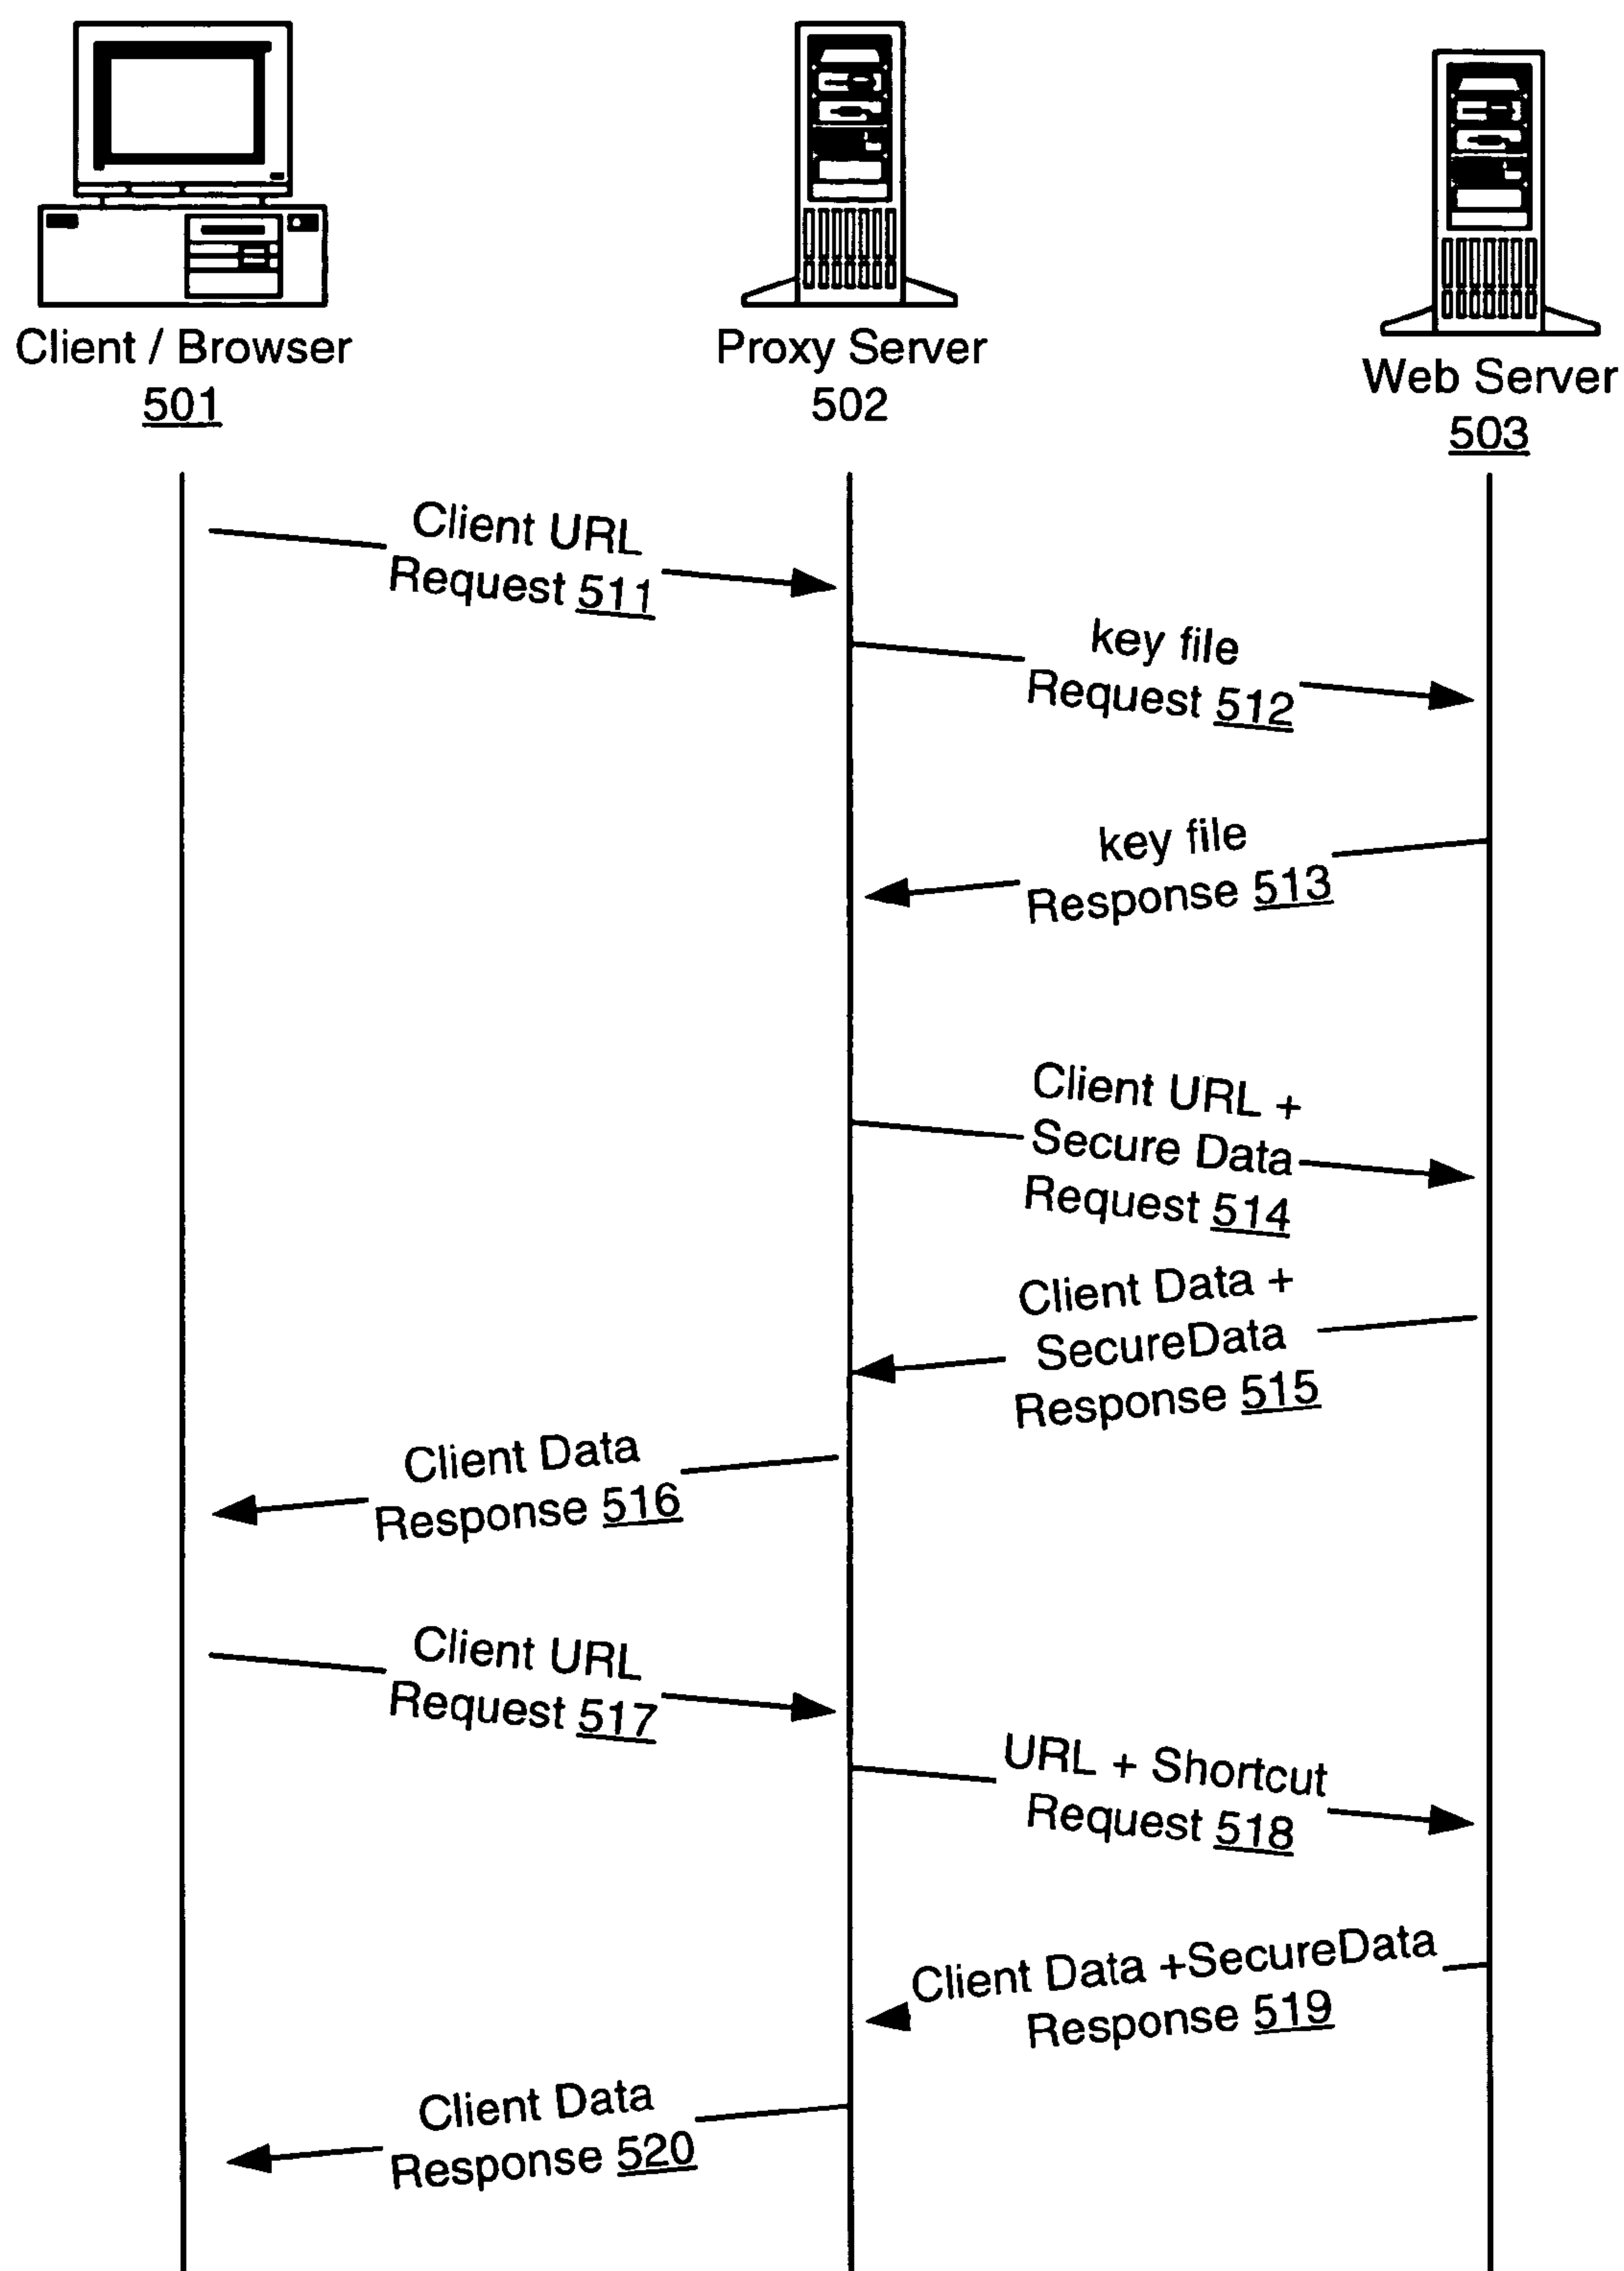 Client / Browser
501
Proxy Server
502
Web Server
503
Client URL
Request 511
key file
Request 512
key file
Response 513
Client URL +
Secure Data
Request 514
Client Data +
SecureData
Response 515
Client Data
Response 516
Client URL
Request 517
URL + Shortcut
Request 518
Client Data +SecureData
Response 519
Client Data
Response 520